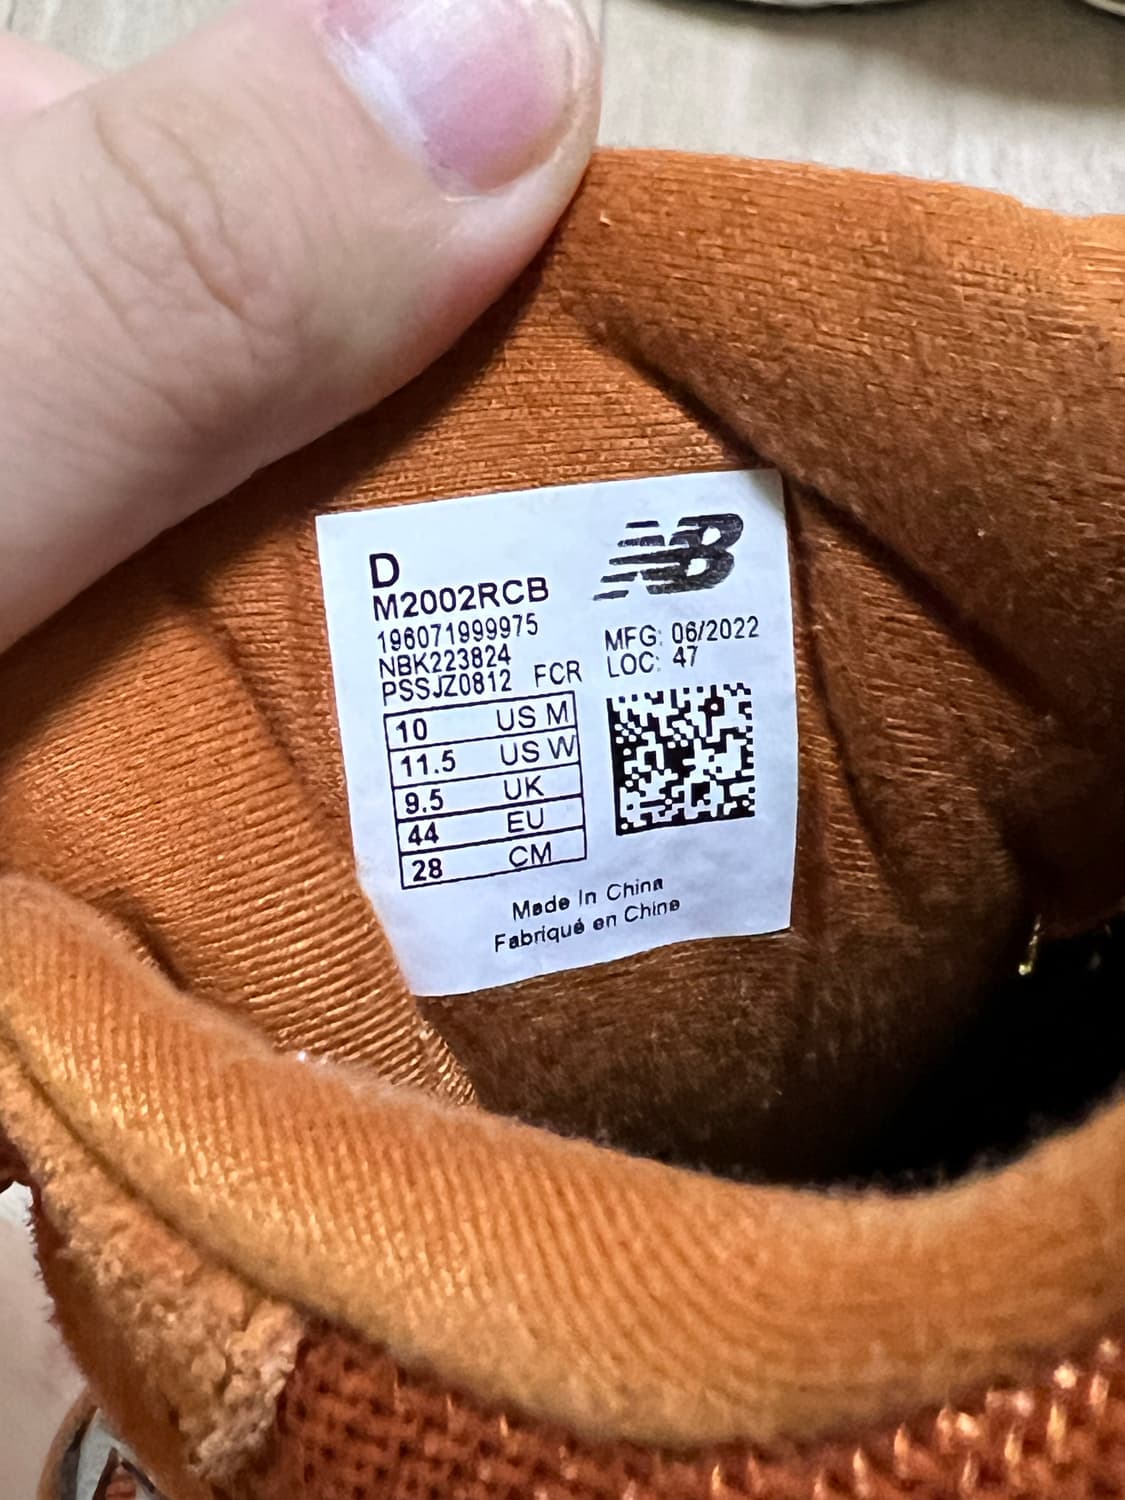 D
M2002RCB
196071999975
NBK223824
PSSJZ0812 FCR
NB
MFG: 06/2022
LOC: 47
10 US M
11.5 US W
9.5 UK
44 EU
28 CM
Made In China
Fabriqué en Chine